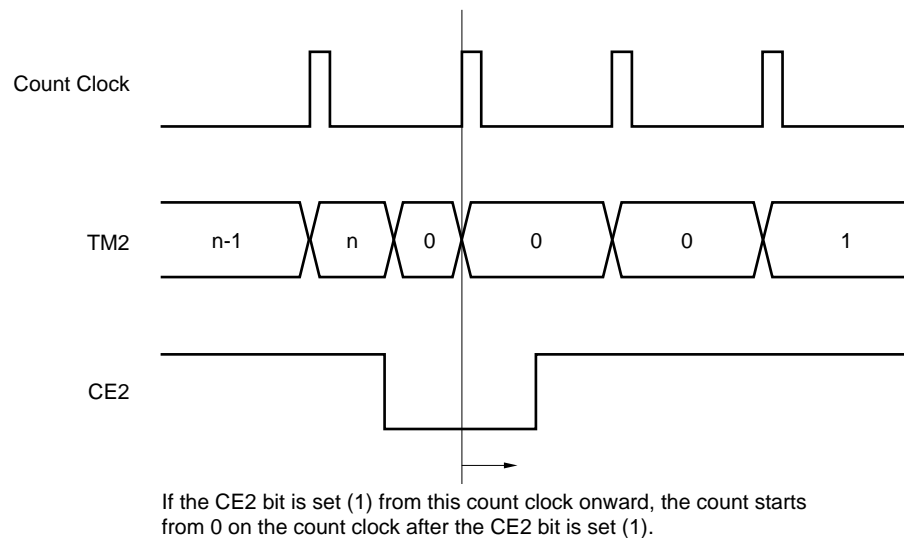 Count Clock
TM2
n-1
n
0
0
0
1
CE2
If the CE2 bit is set (1) from this count clock onward, the count starts
from 0 on the count clock after the CE2 bit is set (1).